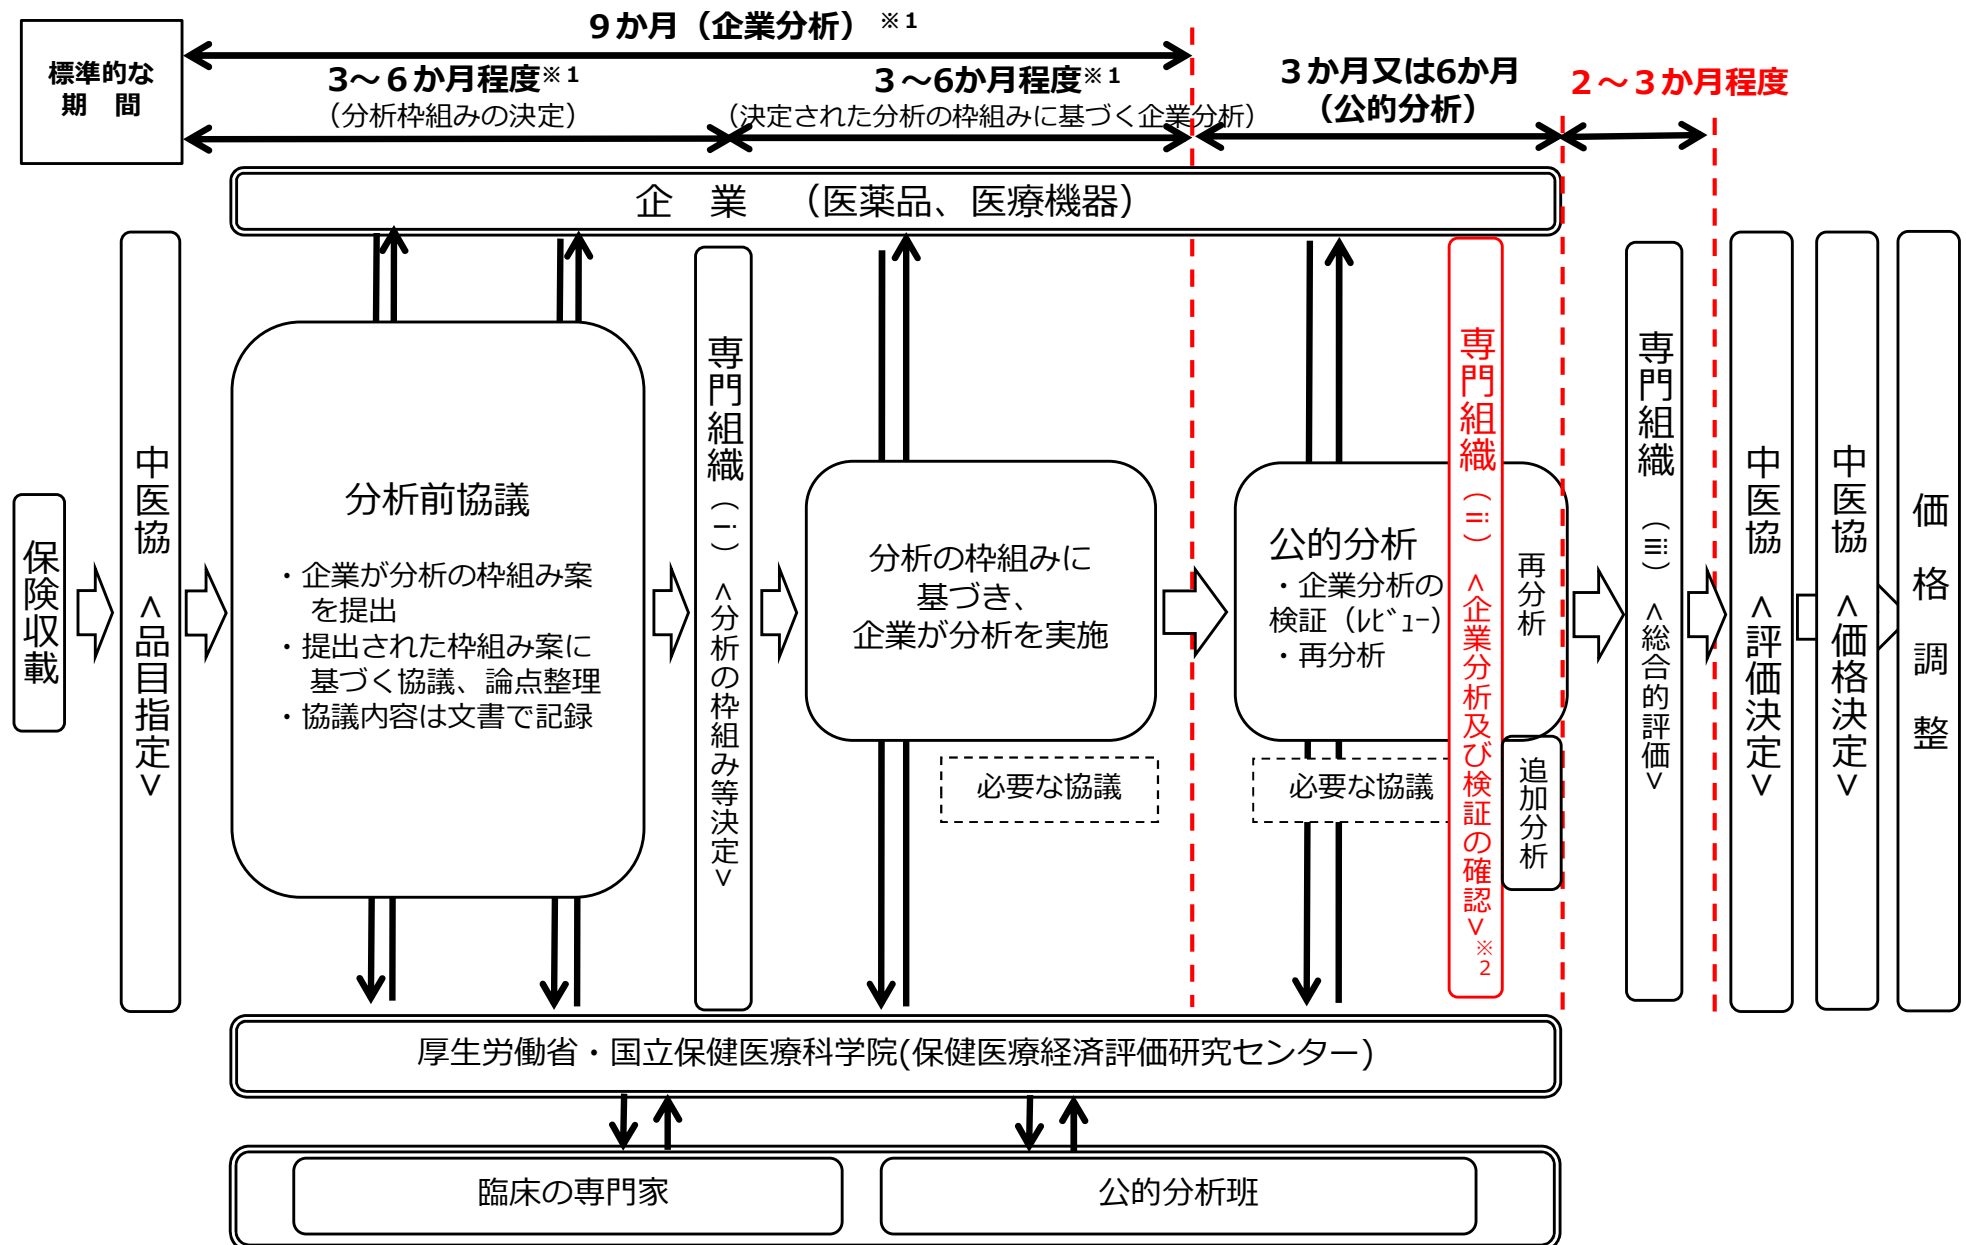 標準的な
期　間
９か月（企業分析）※１
3～６か月程度※１
（分析枠組みの決定）
３～6か月程度※１
（決定された分析の枠組みに基づく企業分析）
３か月又は6か月
（公的分析）
２～３か月程度
企　業　（医薬品、医療機器）
保険収載
中医協　＜品目指定＞
分析前協議
・企業が分析の枠組み案
を提出
・提出された枠組み案に
基づく協議、論点整理
・協議内容は文書で記録
専門組織（ⅰ）＜分析の枠組み等決定＞
分析の枠組みに
基づき、
企業が分析を実施
必要な協議
公的分析
・企業分析の
検証（ﾚﾋﾞｭｰ）
・再分析
必要な協議
専門組織（ⅱ）＜企業分析及び検証の確認＞※２
再分析
追加分析
専門組織（ⅲ）＜総合的評価＞
中医協　＜評価決定＞
中医協　＜価格決定＞
価格調整
厚生労働省・国立保健医療科学院(保健医療経済評価研究センター)
臨床の専門家
公的分析班